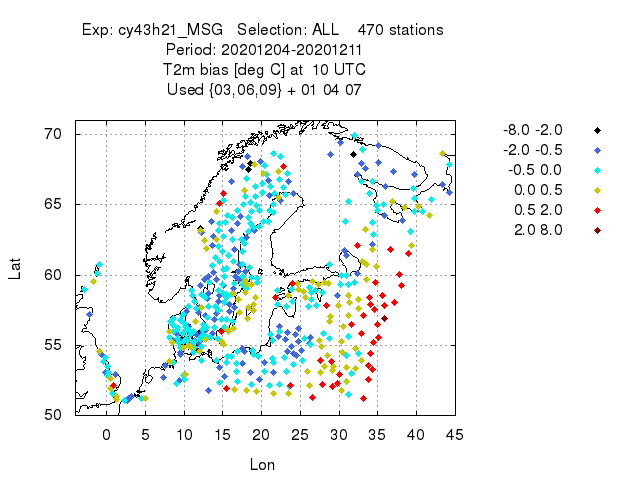 Exp: cy43h21_MSG Selection: ALL 470 stations
Period: 20201204-20201211
T2m bias [deg C] at 10 UTC
Used {03,06,09} + 01 04 07
70
65
60
55
50
Lat
0 5 10 15 20 25 30 35 40 45
Lon
-8.0 -2.0
-2.0 -0.5
-0.5 0.0
0.0 0.5
0.5 2.0
2.0 8.0